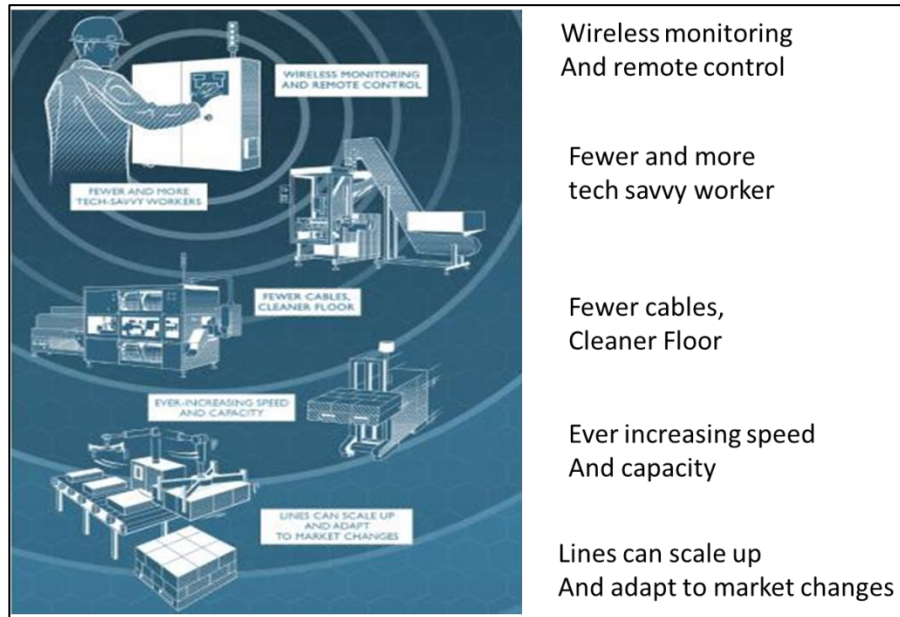 WIRELESS MONITORING
AND REMOTE CONTROL
FEWER AND MORE
TECH-SAVVY WORKERS
FEWER CABLES,
CLEANER FLOOR
EVER-INCREASING SPEED
AND CAPACITY
LINES CAN SCALE UP
AND ADAPT
TO MARKET CHANGES
Wireless monitoring
And remote control
Fewer and more
tech savvy worker
Fewer cables,
Cleaner Floor
Ever increasing speed
And capacity
Lines can scale up
And adapt to market changes